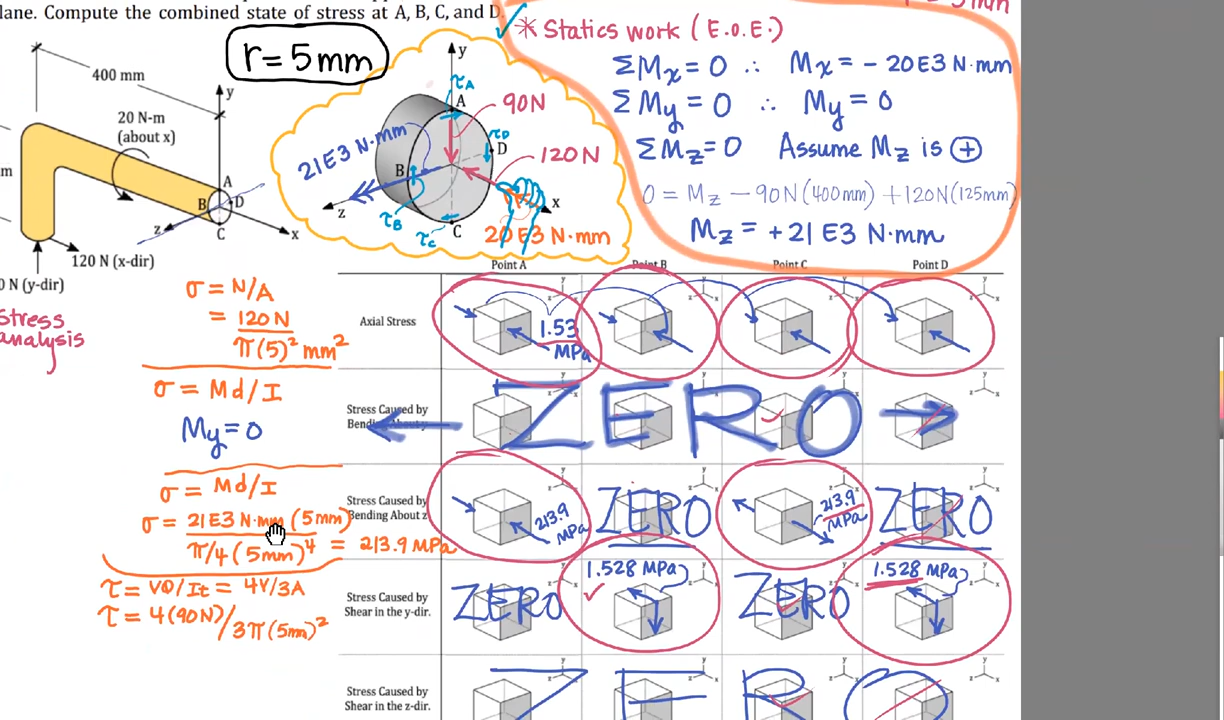 lane. Compute the combined state of stress at A, B, C, and D.
5mm
* Statics work (E.O.E.)
ΣMx = 0 ∴ Mx = - 20E3 N·mm
ΣMy = 0 ∴ My = 0
ΣMz = 0 Assume Mz is +
0 = Mz - 90N(400mm) + 120N(125mm)
Mz = +21E3 N·mm
r = 5mm
400 mm
20 N-m
(about x)
y
A
B
D
C
z
x
m
120 N (x-dir)
0 N (y-dir)
y
τA
A
90N
τD
D
21E3 N·mm
120N
B
z
τB
τC
C
x
20E3 N·mm
Stress
analysis
σ = N/A
= 120N
π(5)² mm²
σ = Md/I
My = 0
σ = Md/I
σ = 21E3 N·mm (5mm)
π/4 (5mm)⁴ = 213.9 MPa
τ = VQ/It = 4V/3A
τ = 4(90N)/3π(5mm)²
Point A Point B Point C Point D
Axial Stress
1.53
MPa
Stress Caused by
Bending About y
ZERO
Stress Caused by
Bending About z
213.9
ZERO
213.9
MPa
ZERO
Stress Caused by
Shear in the y-dir.
ZERO
1.528 MPa
ZERO
1.528 MPa
Stress Caused by
Shear in the z-dir.
ZERO